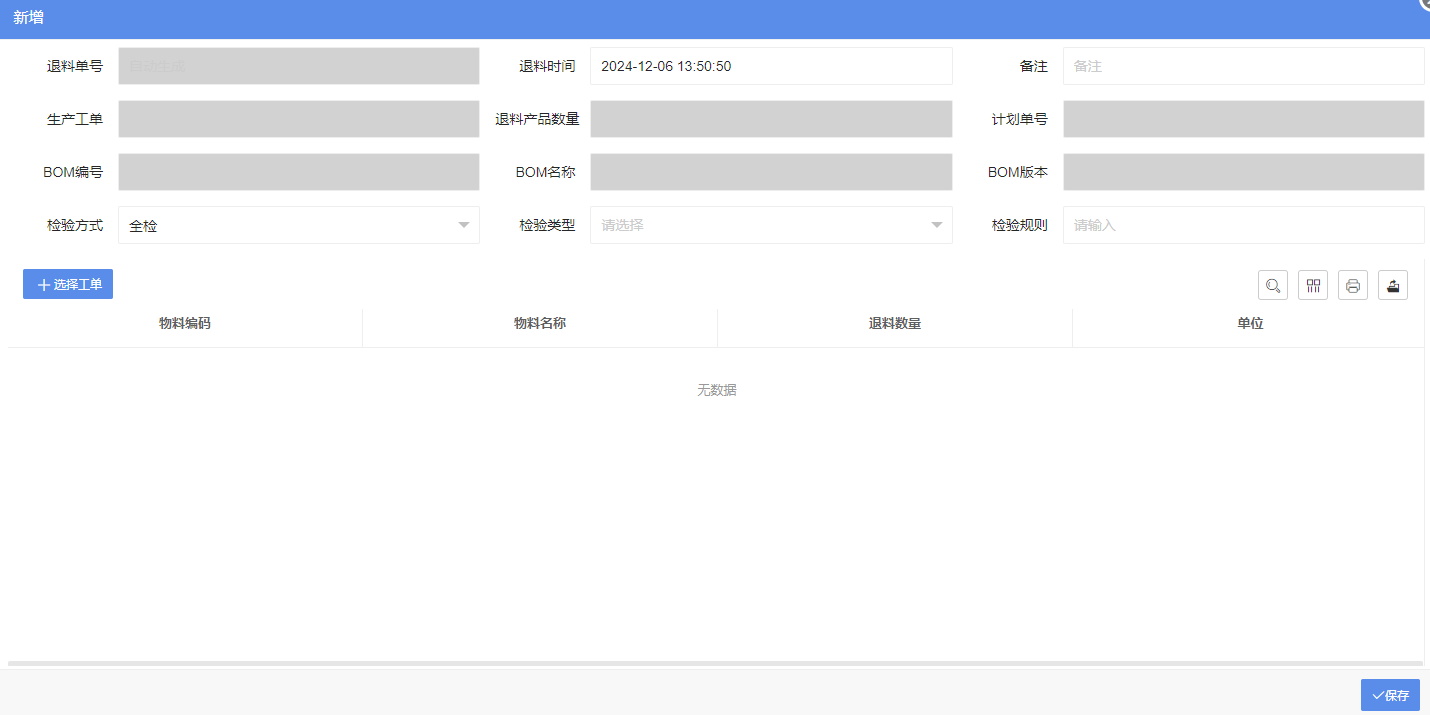 新增
退料单号 自动生成 退料时间 2024-12-06 13:50:50 备注 备注
生产工单 退料产品数量 计划单号
BOM编号 BOM名称 BOM版本
检验方式 全检 检验类型 请选择 检验规则 请输入
选择工单
物料编码 物料名称 退料数量 单位
无数据
保存